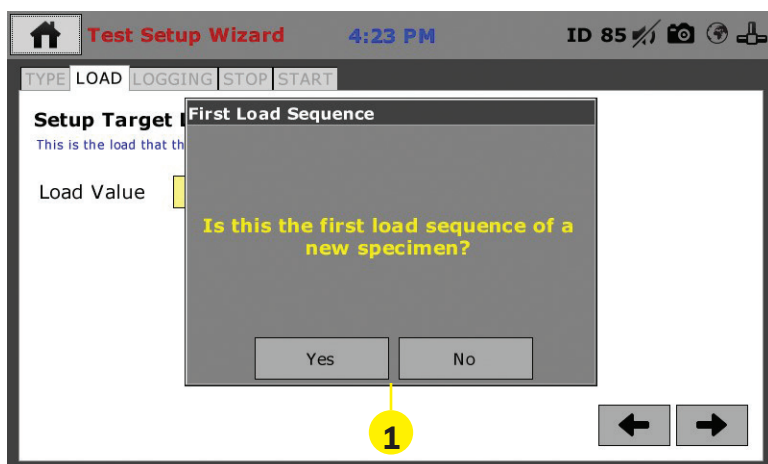 Test Setup Wizard 4:23 PM ID 85
TYPE LOAD LOGGING STOP START
Setup Target
First Load Sequence
This is the load that th
Load Value
Is this the first load sequence of a
new specimen?
Yes No
1